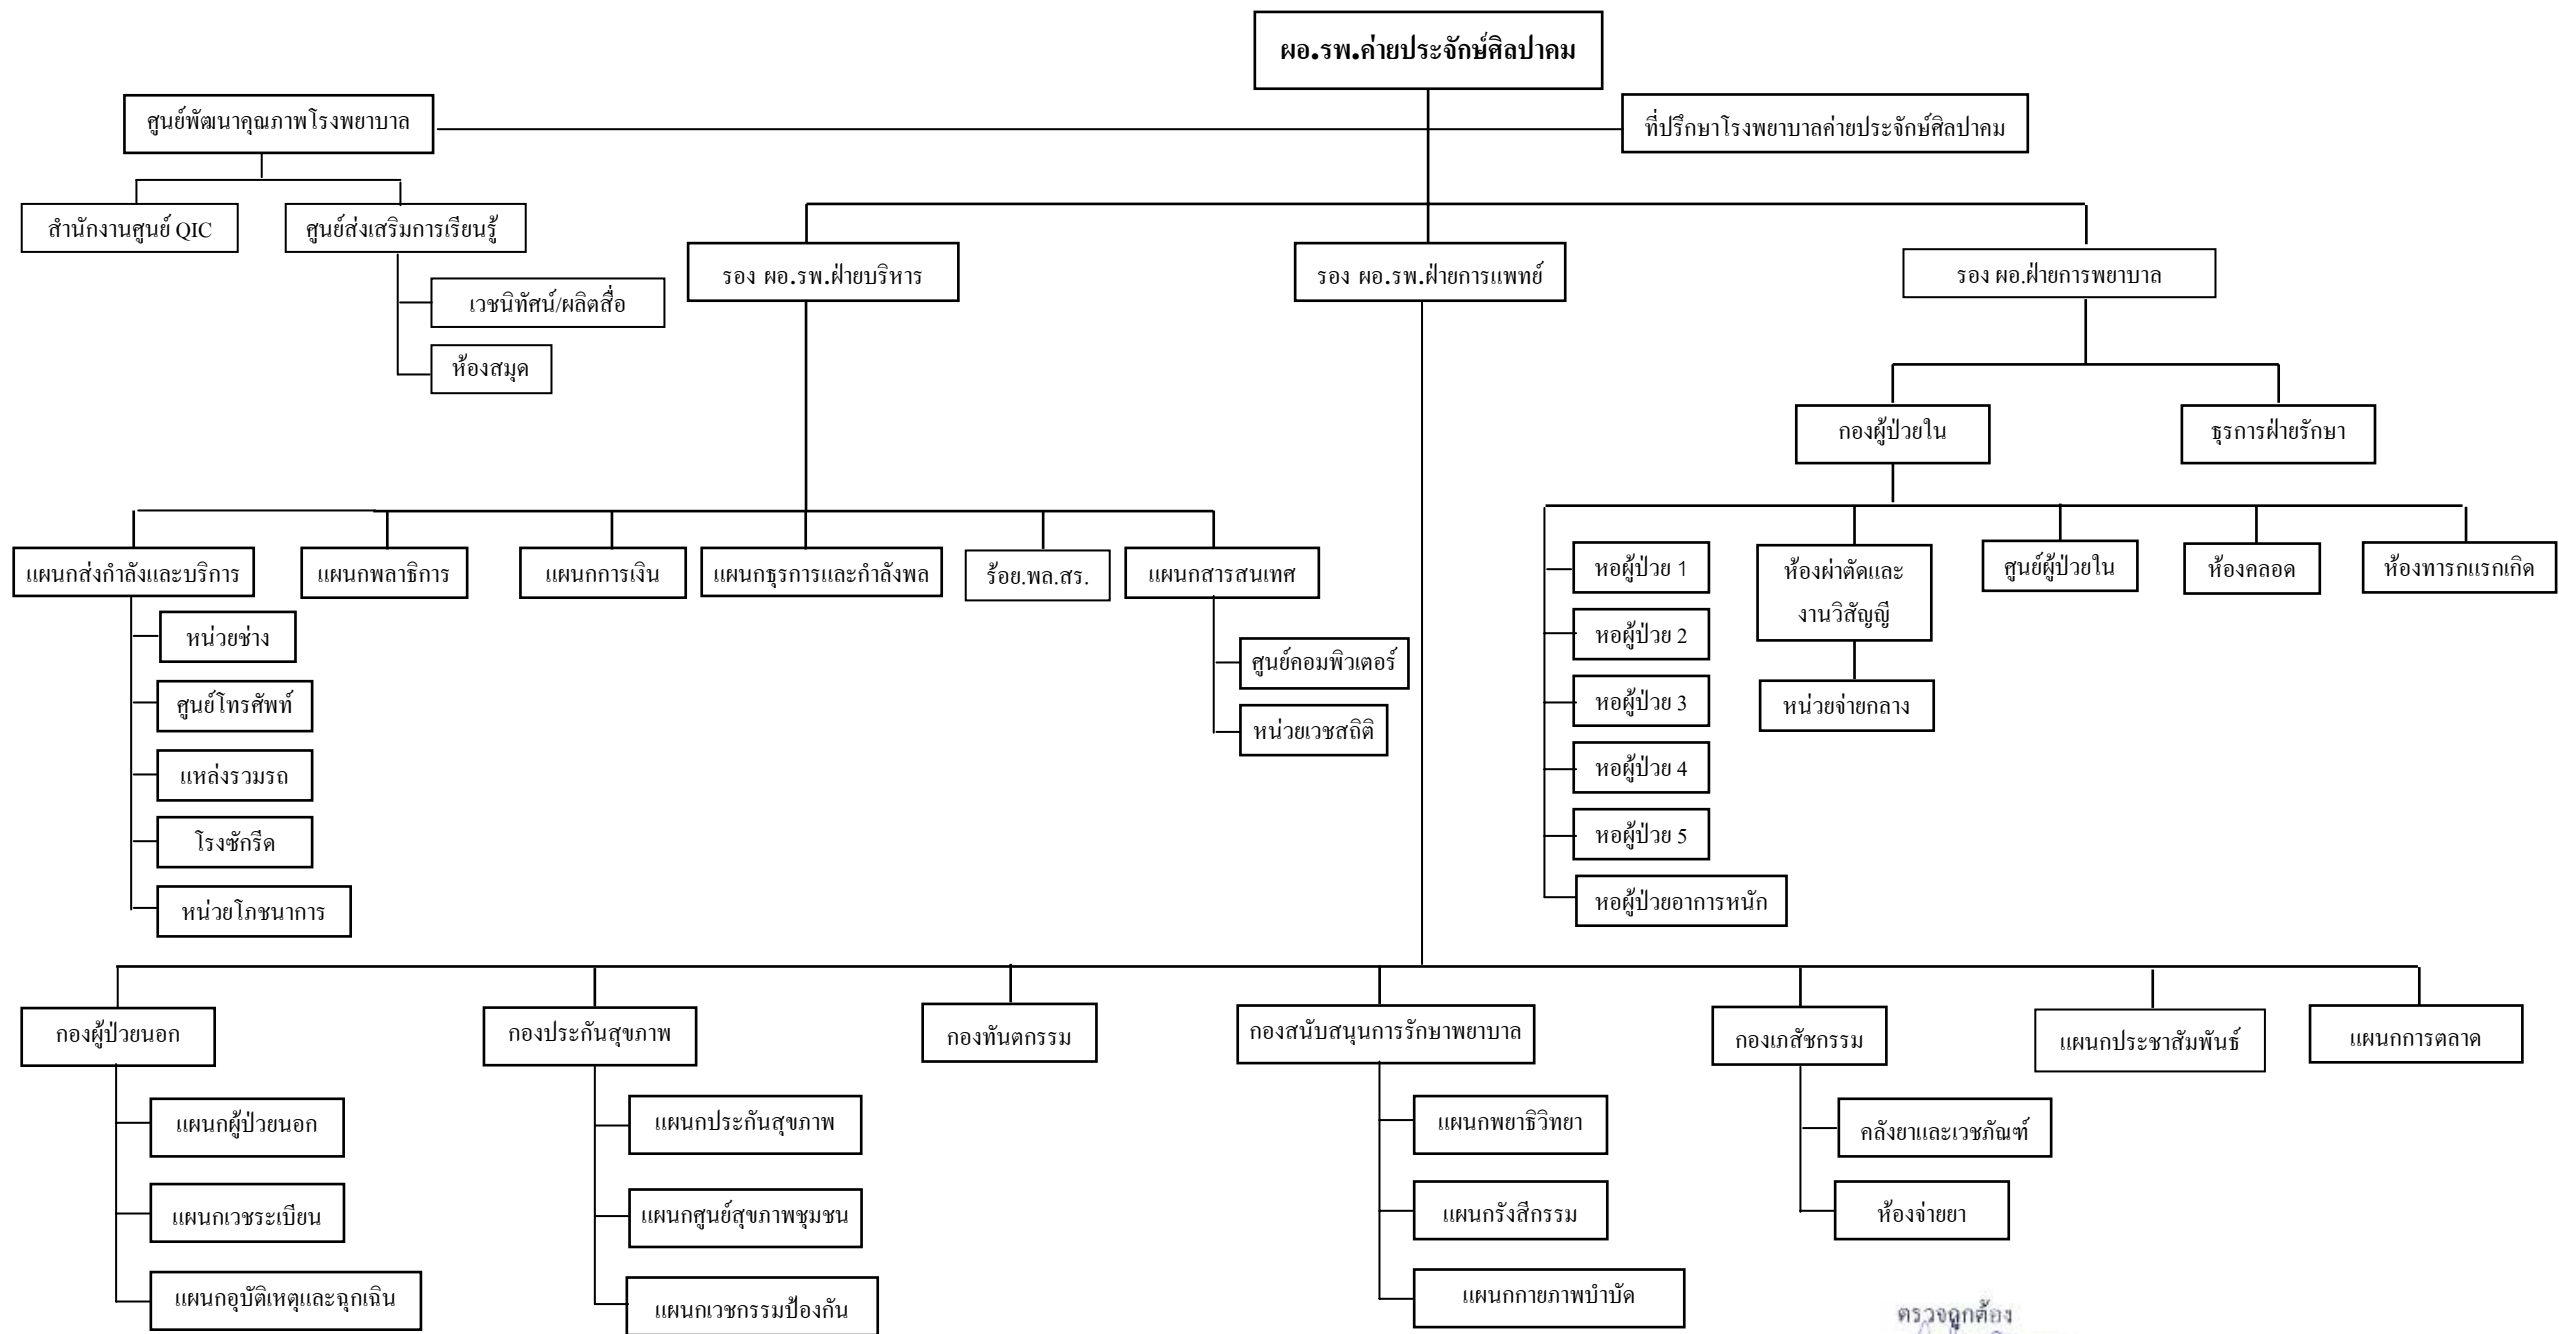 ผอ.รพ.ค่ายประจักษ์ศิลปาคม
ศูนย์พัฒนาคุณภาพโรงพยาบาล
ที่ปรึกษาโรงพยาบาลค่ายประจักษ์ศิลปาคม
สำนักงานศูนย์ QIC
ศูนย์ส่งเสริมการเรียนรู้
เวชนิทัศน์/ผลิตสื่อ
ห้องสมุด
รอง ผอ.รพ.ฝ่ายบริหาร
รอง ผอ.รพ.ฝ่ายการแพทย์
รอง ผอ.ฝ่ายการพยาบาล
กองผู้ป่วยใน
ธุรการฝ่ายรักษา
แผนกส่งกำลังและบริการ
แผนกพลาธิการ
แผนกการเงิน
แผนกธุรการและกำลังพล
ร้อย.พล.สร.
แผนกสารสนเทศ
หน่วยช่าง
ศูนย์โทรศัพท์
แหล่งรวมรถ
โรงซักรีด
หน่วยโภชนาการ
ศูนย์คอมพิวเตอร์
หน่วยเวชสถิติ
หอผู้ป่วย 1
หอผู้ป่วย 2
หอผู้ป่วย 3
หอผู้ป่วย 4
หอผู้ป่วย 5
หอผู้ป่วยอาการหนัก
ห้องผ่าตัดและ
งานวิสัญญี
หน่วยจ่ายกลาง
ศูนย์ผู้ป่วยใน
ห้องคลอด
ห้องทารกแรกเกิด
กองผู้ป่วยนอก
กองประกันสุขภาพ
กองทันตกรรม
กองสนับสนุนการรักษาพยาบาล
กองเภสัชกรรม
แผนกประชาสัมพันธ์
แผนกการตลาด
แผนกผู้ป่วยนอก
แผนกเวชระเบียน
แผนกอุบัติเหตุและฉุกเฉิน
แผนกประกันสุขภาพ
แผนกศูนย์สุขภาพชุมชน
แผนกเวชกรรมป้องกัน
แผนกพยาธิวิทยา
แผนกรังสีกรรม
แผนกกายภาพบำบัด
คลังยาและเวชภัณฑ์
ห้องจ่ายยา
ตรวจถูกต้อง